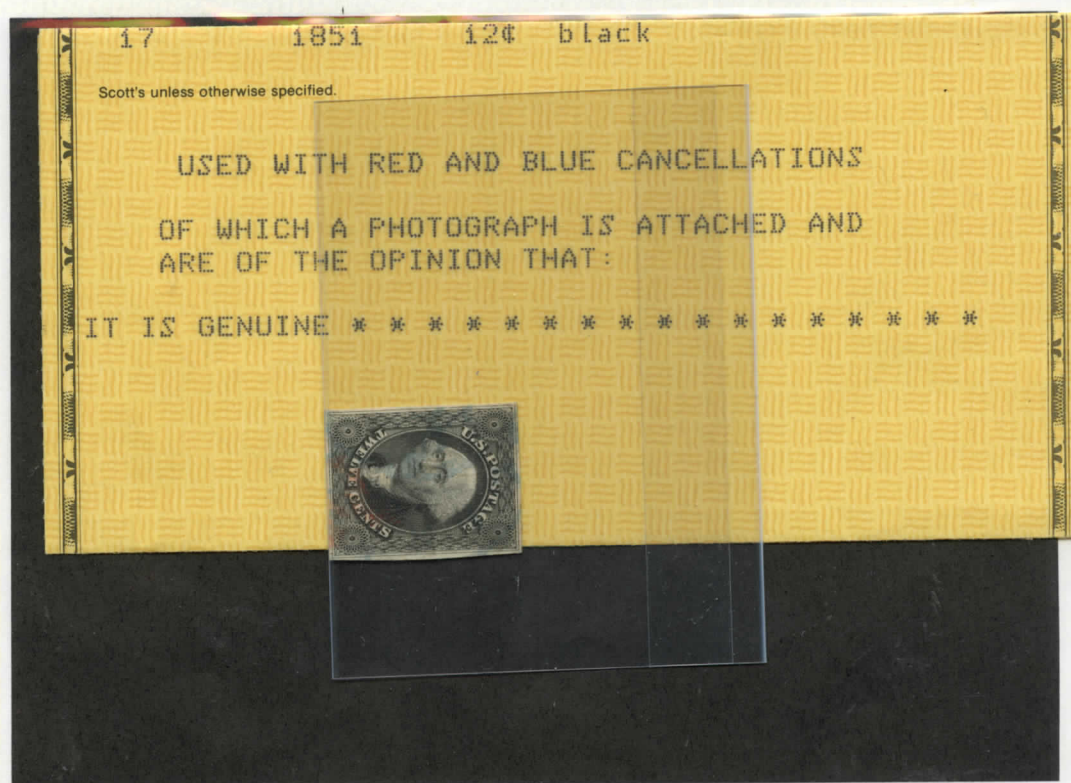 17 1851 12¢ black
Scott's unless otherwise specified.
USED WITH RED AND BLUE CANCELLATIONS
OF WHICH A PHOTOGRAPH IS ATTACHED AND
ARE OF THE OPINION THAT:
IT IS GENUINE * * * * * * * * * * * * * * * * *
U.S. POSTAGE.
TWELVE CENTS